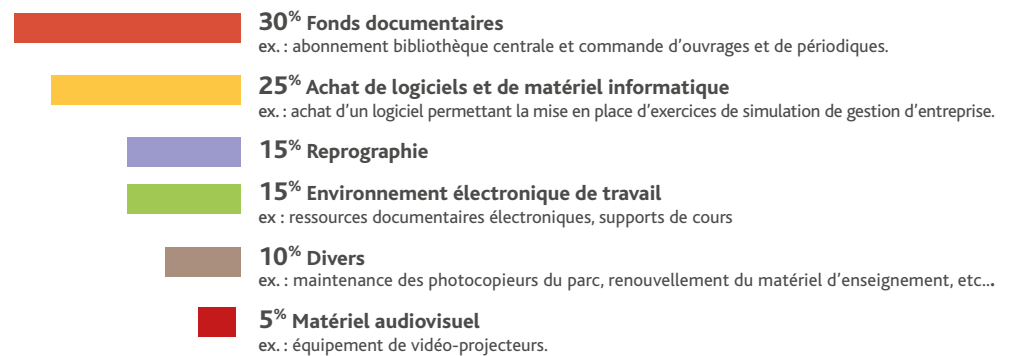 30% Fonds documentaires
ex. : abonnement bibliothèque centrale et commande d’ouvrages et de périodiques.
25% Achat de logiciels et de matériel informatique
ex. : achat d’un logiciel permettant la mise en place d’exercices de simulation de gestion d’entreprise.
15% Reprographie
15% Environnement électronique de travail
ex : ressources documentaires électroniques, supports de cours
10% Divers
ex. : maintenance des photocopieurs du parc, renouvellement du matériel d’enseignement, etc...
5% Matériel audiovisuel
ex. : équipement de vidéo-projecteurs.